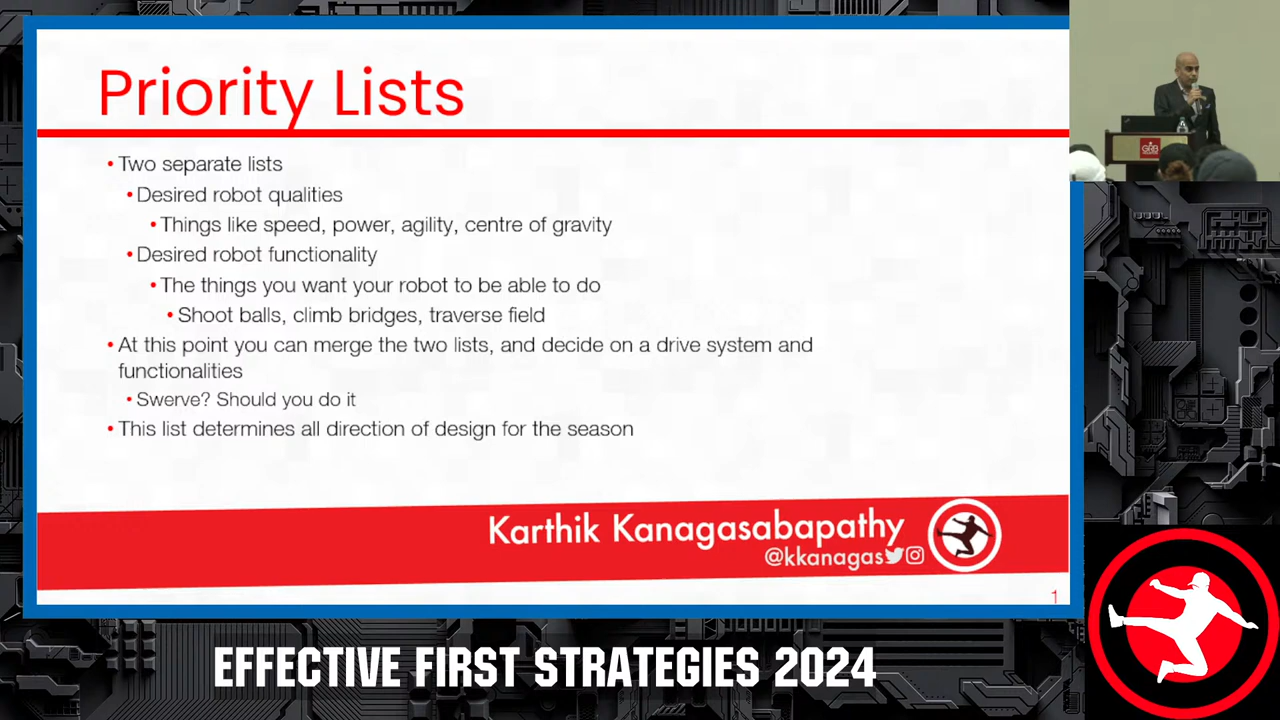 Priority Lists
• Two separate lists
• Desired robot qualities
• Things like speed, power, agility, centre of gravity
• Desired robot functionality
• The things you want your robot to be able to do
• Shoot balls, climb bridges, traverse field
• At this point you can merge the two lists, and decide on a drive system and
functionalities
• Swerve? Should you do it
• This list determines all direction of design for the season
Karthik Kanagasabapathy
@kkanagas
1
EFFECTIVE FIRST STRATEGIES 2024